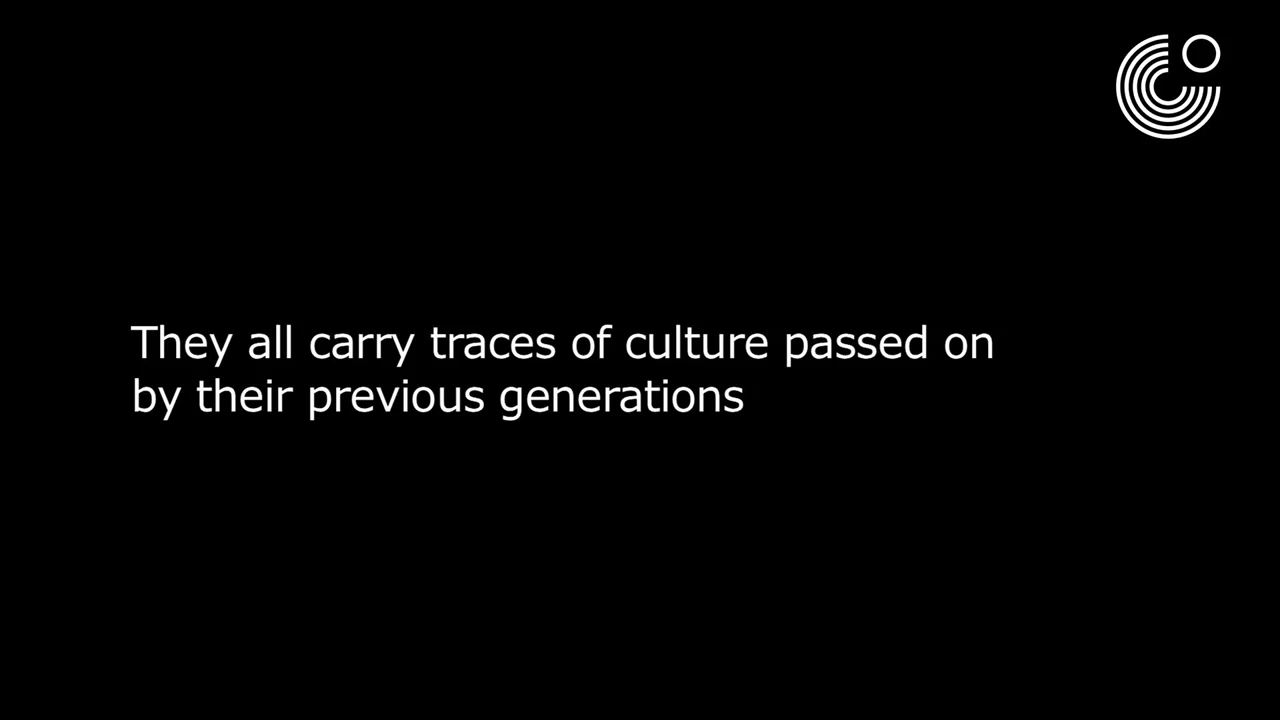 They all carry traces of culture passed on
by their previous generations